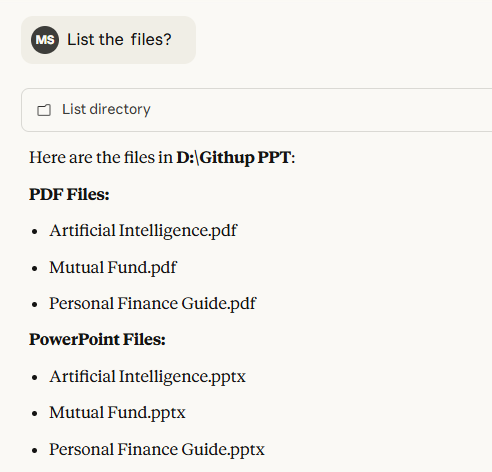 MS List the files?
List directory
Here are the files in D:\Githup PPT:
PDF Files:
• Artificial Intelligence.pdf
• Mutual Fund.pdf
• Personal Finance Guide.pdf
PowerPoint Files:
• Artificial Intelligence.pptx
• Mutual Fund.pptx
• Personal Finance Guide.pptx